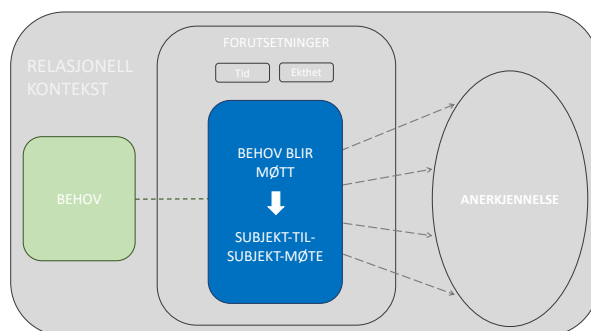 FORUTSETNINGER
RELASJONELL
KONTEKST
Tid
Ekthet
BEHOV
BEHOV BLIR
MØTT
SUBJEKT-TIL-
SUBJEKT-MØTE
ANERKJENNELSE